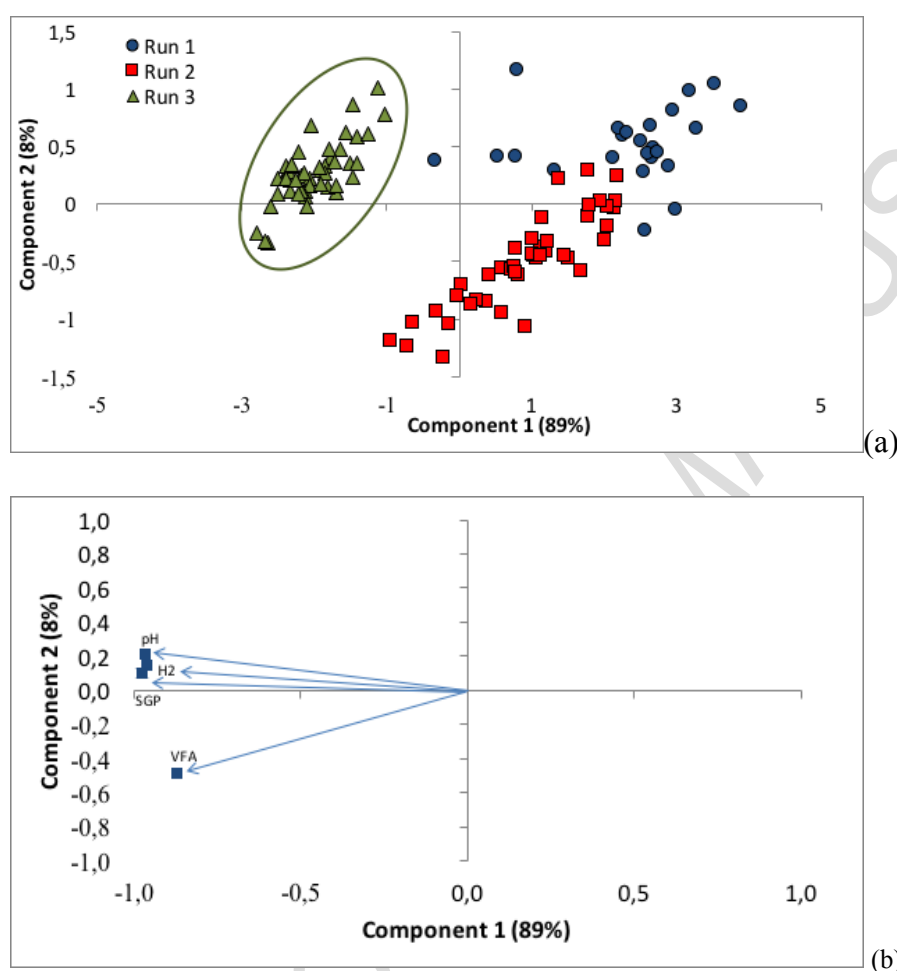 1,5
1
0,5
0
-0,5
-1
-1,5
-5
-3
-1
1
3
5
Run 1
Run 2
Run 3
Component 2 (8%)
Component 1 (89%)
(a)
1,0
0,8
0,6
0,4
0,2
0,0
-0,2
-0,4
-0,6
-0,8
-1,0
pH
H2
SGP
VFA
-1,0
-0,5
0,0
0,5
1,0
Component 2 (8%)
Component 1 (89%)
(b)